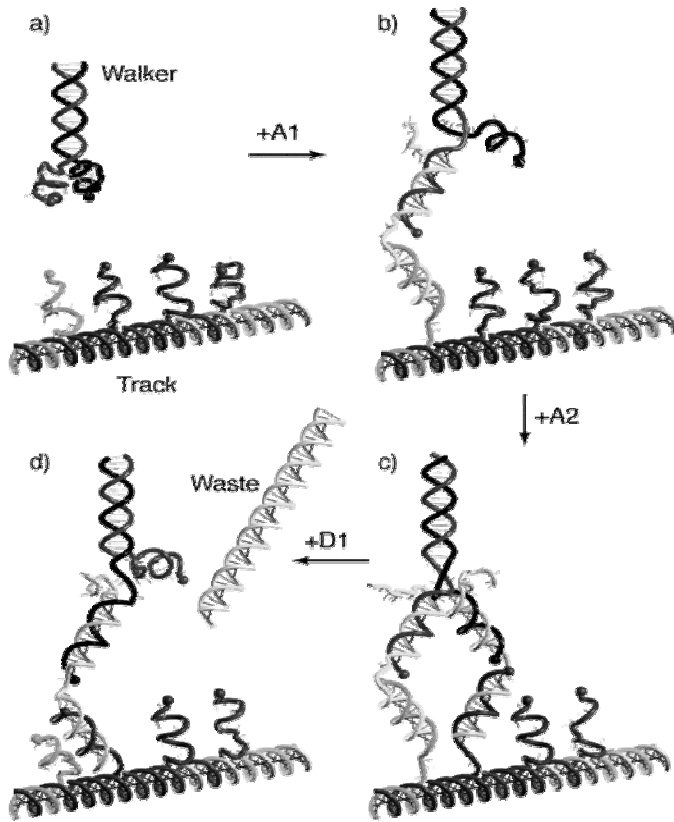 a)
Walker
+A1
b)
Track
+A2
d)
Waste
+D1
c)